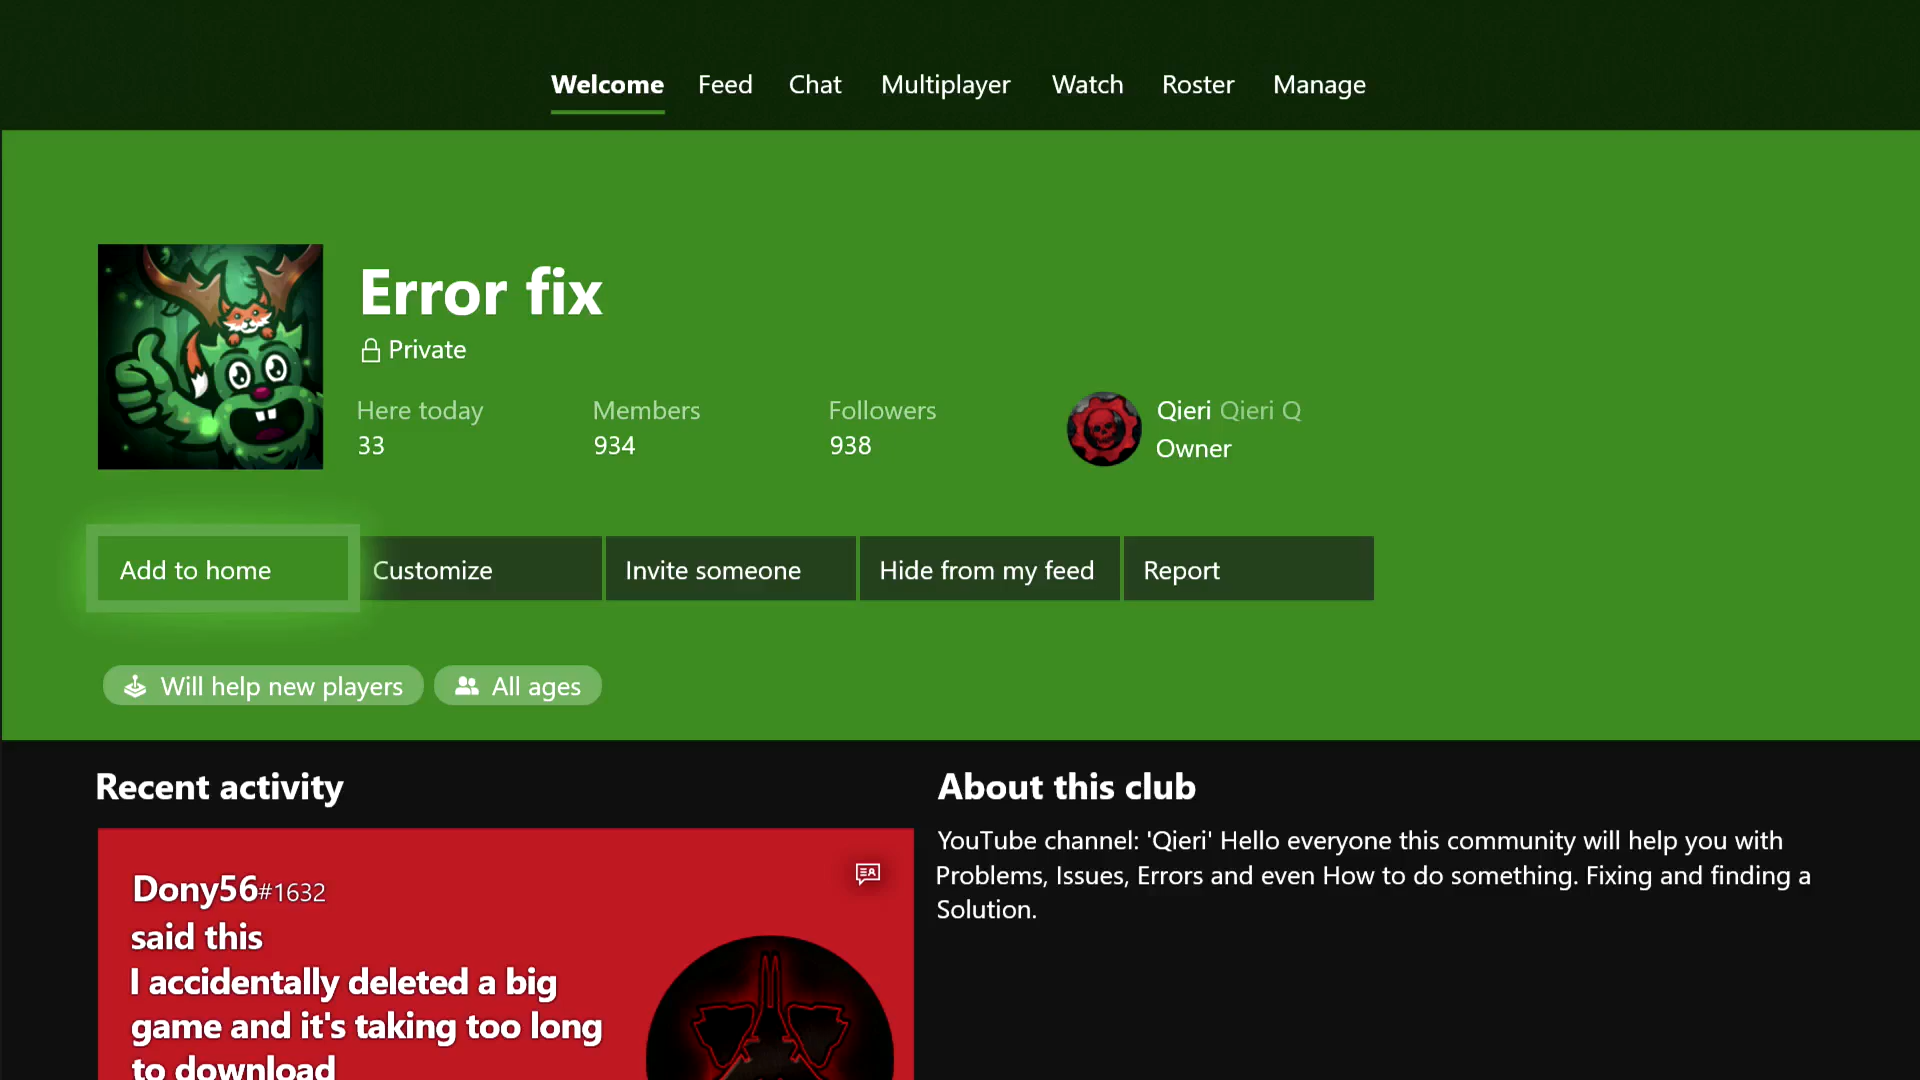 Welcome Feed Chat Multiplayer Watch Roster Manage
Error fix
Private
Here today Members Followers Qieri Qieri Q
33 934 938 Owner
Add to home Customize Invite someone Hide from my feed Report
Will help new players All ages
Recent activity
Dony56#1632
said this
I accidentally deleted a big
game and it's taking too long
to download
About this club
YouTube channel: 'Qieri' Hello everyone this community will help you with
Problems, Issues, Errors and even How to do something. Fixing and finding a
Solution.